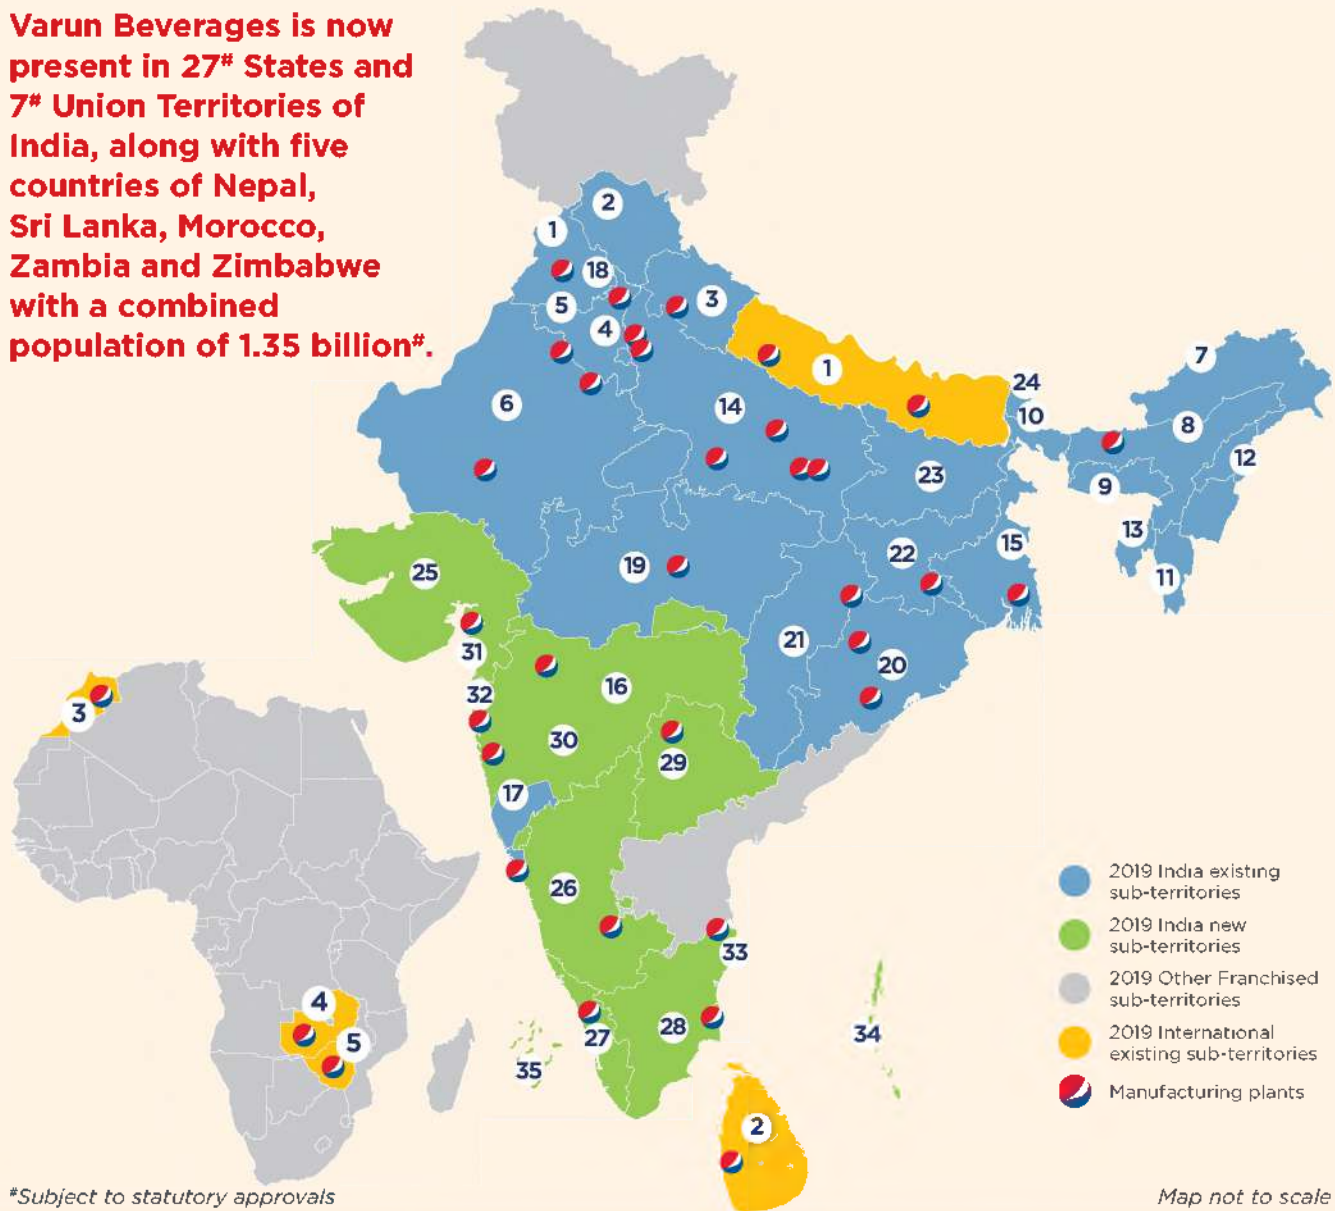 Varun Beverages is now
present in 27# States and
7# Union Territories of
India, along with five
countries of Nepal,
Sri Lanka, Morocco,
Zambia and Zimbabwe
with a combined
population of 1.35 billion#.
2
1
18
5
3
4
1
6
14
24
10
7
8
12
23
9
13
15
22
11
19
25
21
20
31
16
32
3
30
29
17
26
33
4
5
27
28
34
35
2
2019 India existing
sub-territories
2019 India new
sub-territories
2019 Other Franchised
sub-territories
2019 International
existing sub-territories
Manufacturing plants
#Subject to statutory approvals
Map not to scale